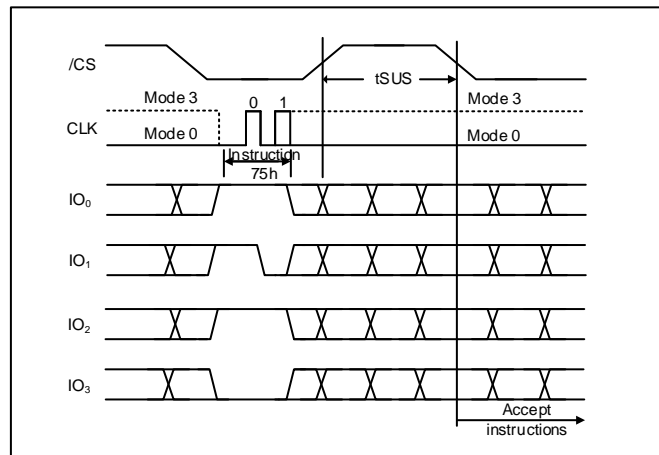 /CS
tSUS
Mode 3 0 1 Mode 3
CLK
Mode 0 Mode 0
Instruction
75h
IO₀
IO₁
IO₂
IO₃
Accept
instructions